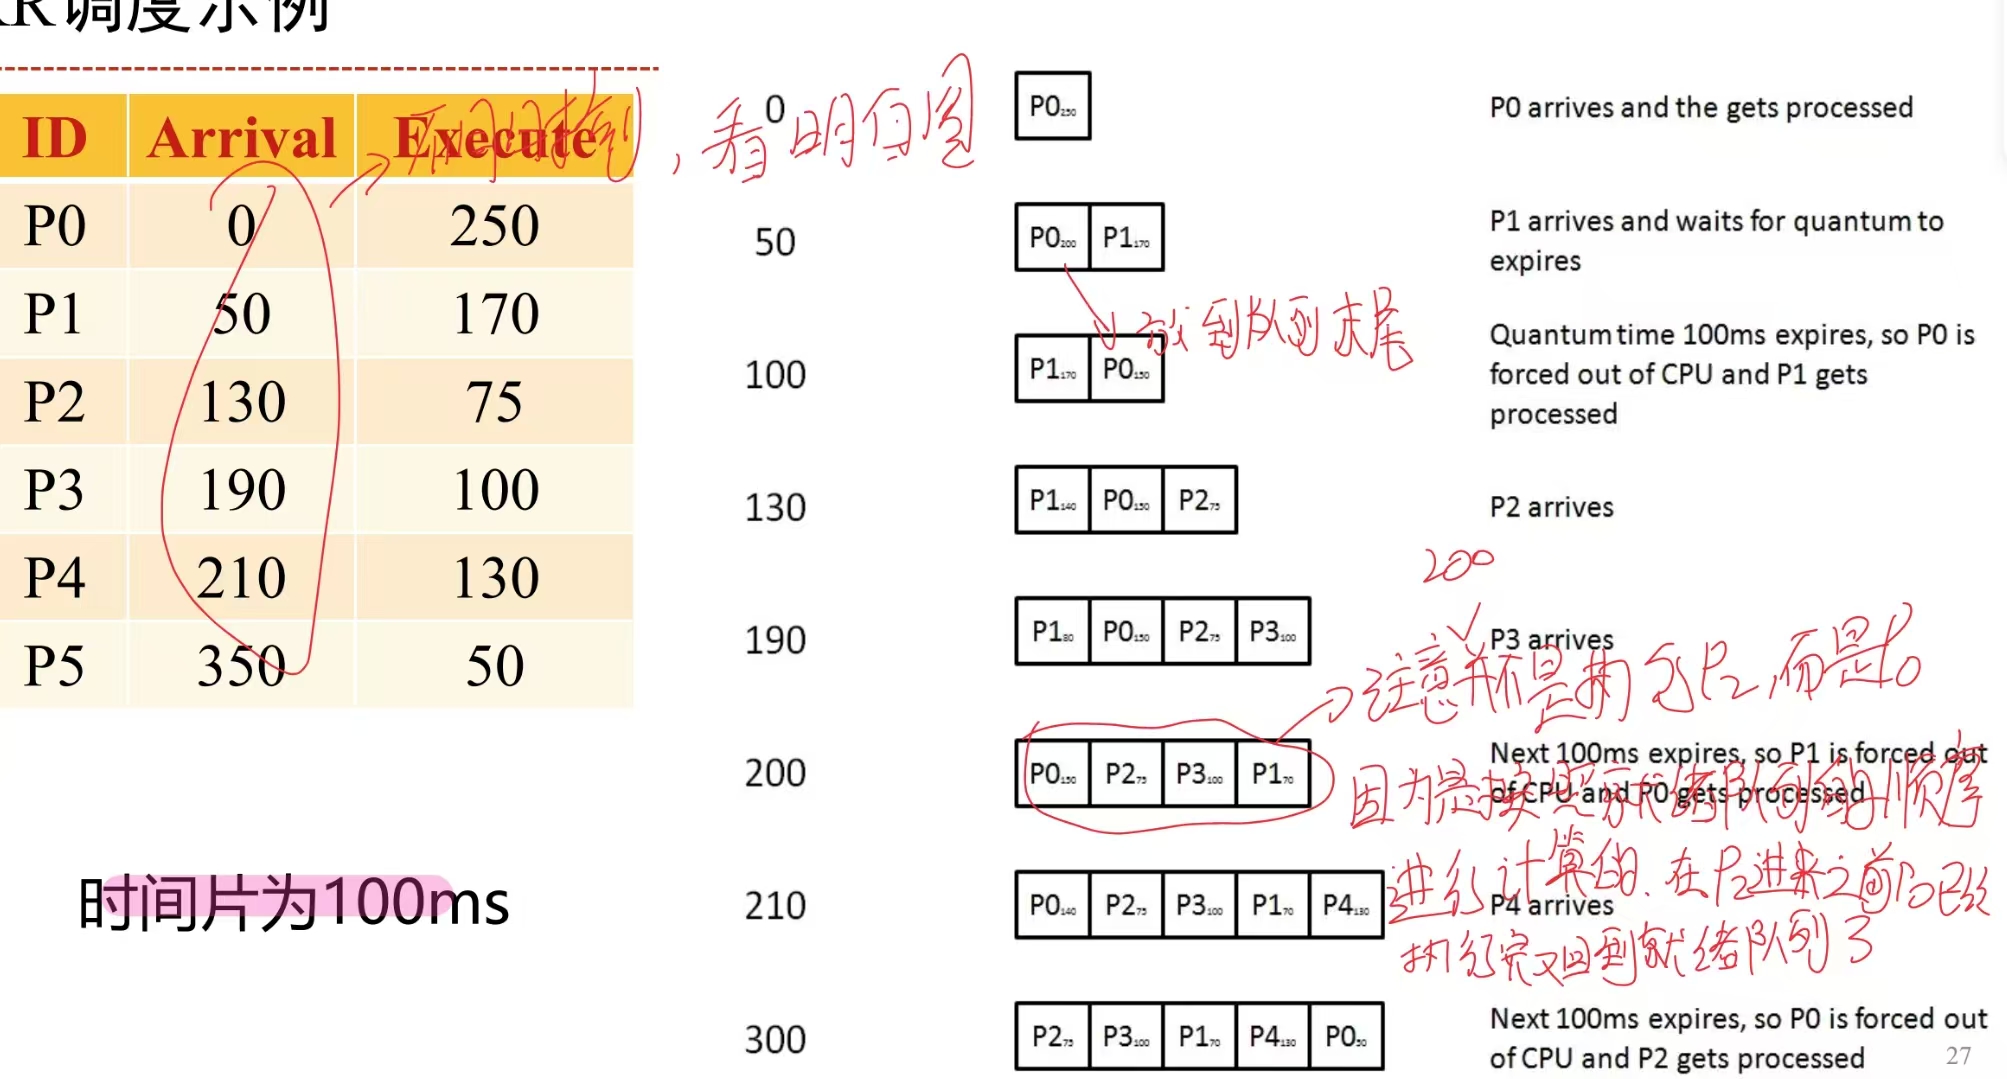 RR调度示例
ID Arrival Execute
P0 0 250
P1 50 170
P2 130 75
P3 190 100
P4 210 130
P5 350 50
时间片为100ms
,看明白图
0 P0250 P0 arrives and the gets processed
50 P0200 P1170 P1 arrives and waits for quantum to
expires
放到队列末尾
100 P1170 P0150 Quantum time 100ms expires, so P0 is
forced out of CPU and P1 gets
processed
130 P1140 P0150 P275 P2 arrives
200
190 P180 P0150 P275 P3100 P3 arrives
注意并不是执行P2,而是P0
200 P0150 P275 P3100 P170 Next 100ms expires, so P1 is forced out
of CPU and P0 gets processed
因为是按照就绪队列的顺序
进行计算的.在P2进来之前P0已经
执行完又回到就绪队列了
210 P0140 P275 P3100 P170 P4130 P4 arrives
300 P275 P3100 P170 P4130 P050 Next 100ms expires, so P0 is forced out
of CPU and P2 gets processed
27